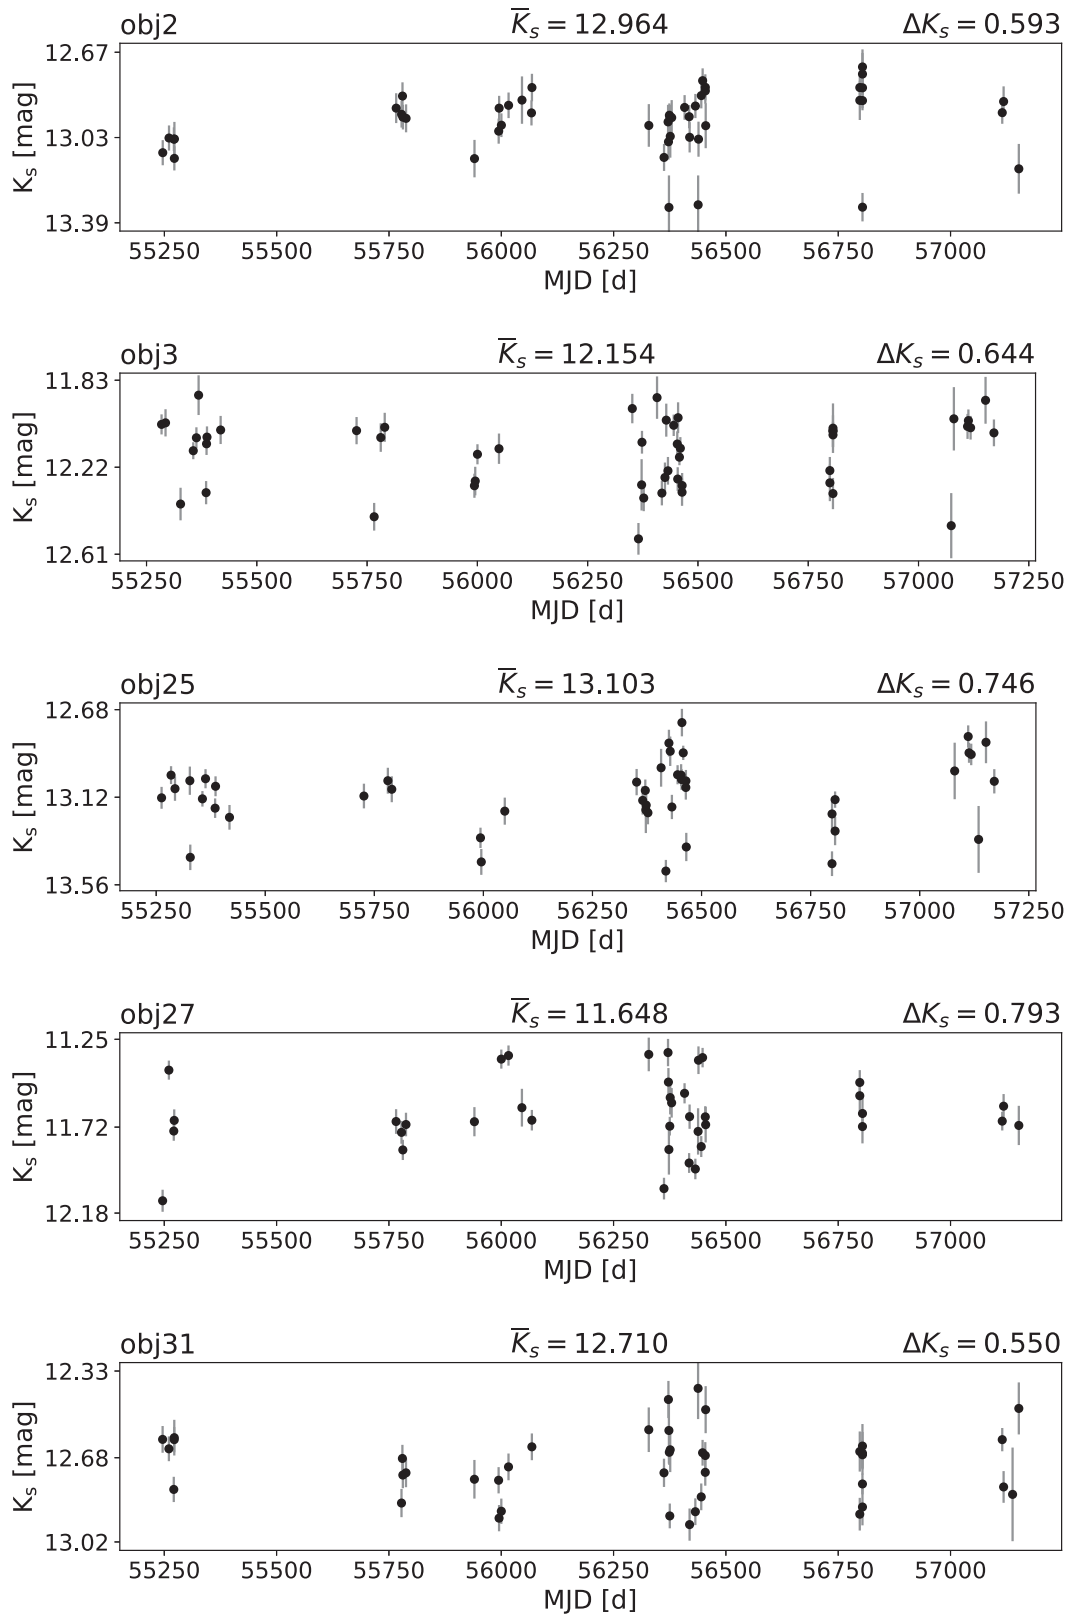 obj2 K̅ₛ = 12.964 ΔKₛ = 0.593
12.67
13.03
13.39
Kₛ [mag]
55250 55500 55750 56000 56250 56500 56750 57000
MJD [d]
obj3 K̅ₛ = 12.154 ΔKₛ = 0.644
11.83
12.22
12.61
Kₛ [mag]
55250 55500 55750 56000 56250 56500 56750 57000 57250
MJD [d]
obj25 K̅ₛ = 13.103 ΔKₛ = 0.746
12.68
13.12
13.56
Kₛ [mag]
55250 55500 55750 56000 56250 56500 56750 57000 57250
MJD [d]
obj27 K̅ₛ = 11.648 ΔKₛ = 0.793
11.25
11.72
12.18
Kₛ [mag]
55250 55500 55750 56000 56250 56500 56750 57000
MJD [d]
obj31 K̅ₛ = 12.710 ΔKₛ = 0.550
12.33
12.68
13.02
Kₛ [mag]
55250 55500 55750 56000 56250 56500 56750 57000
MJD [d]